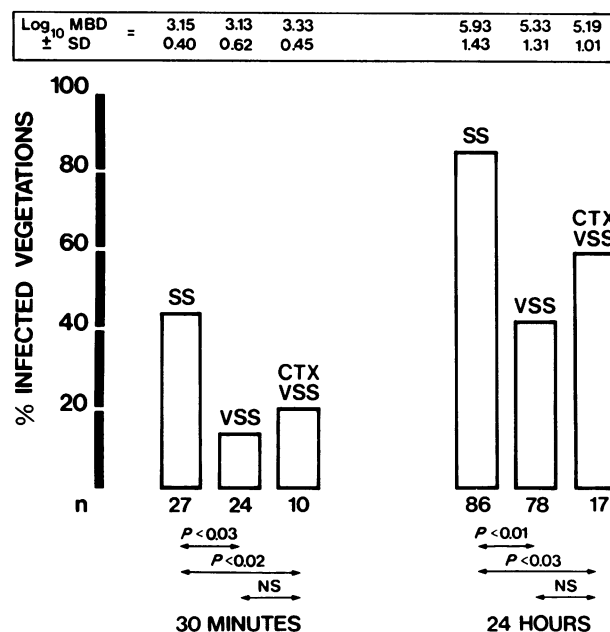 Log10 MBD = 3.15 3.13 3.33 5.93 5.33 5.19
± SD 0.40 0.62 0.45 1.43 1.31 1.01
% INFECTED VEGETATIONS
100
80
60
40
20
SS
VSS
CTX
VSS
SS
VSS
CTX
VSS
n 27 24 10 86 78 17
P<0.03 P<0.01
P<0.02 P<0.03
NS NS
30 MINUTES 24 HOURS